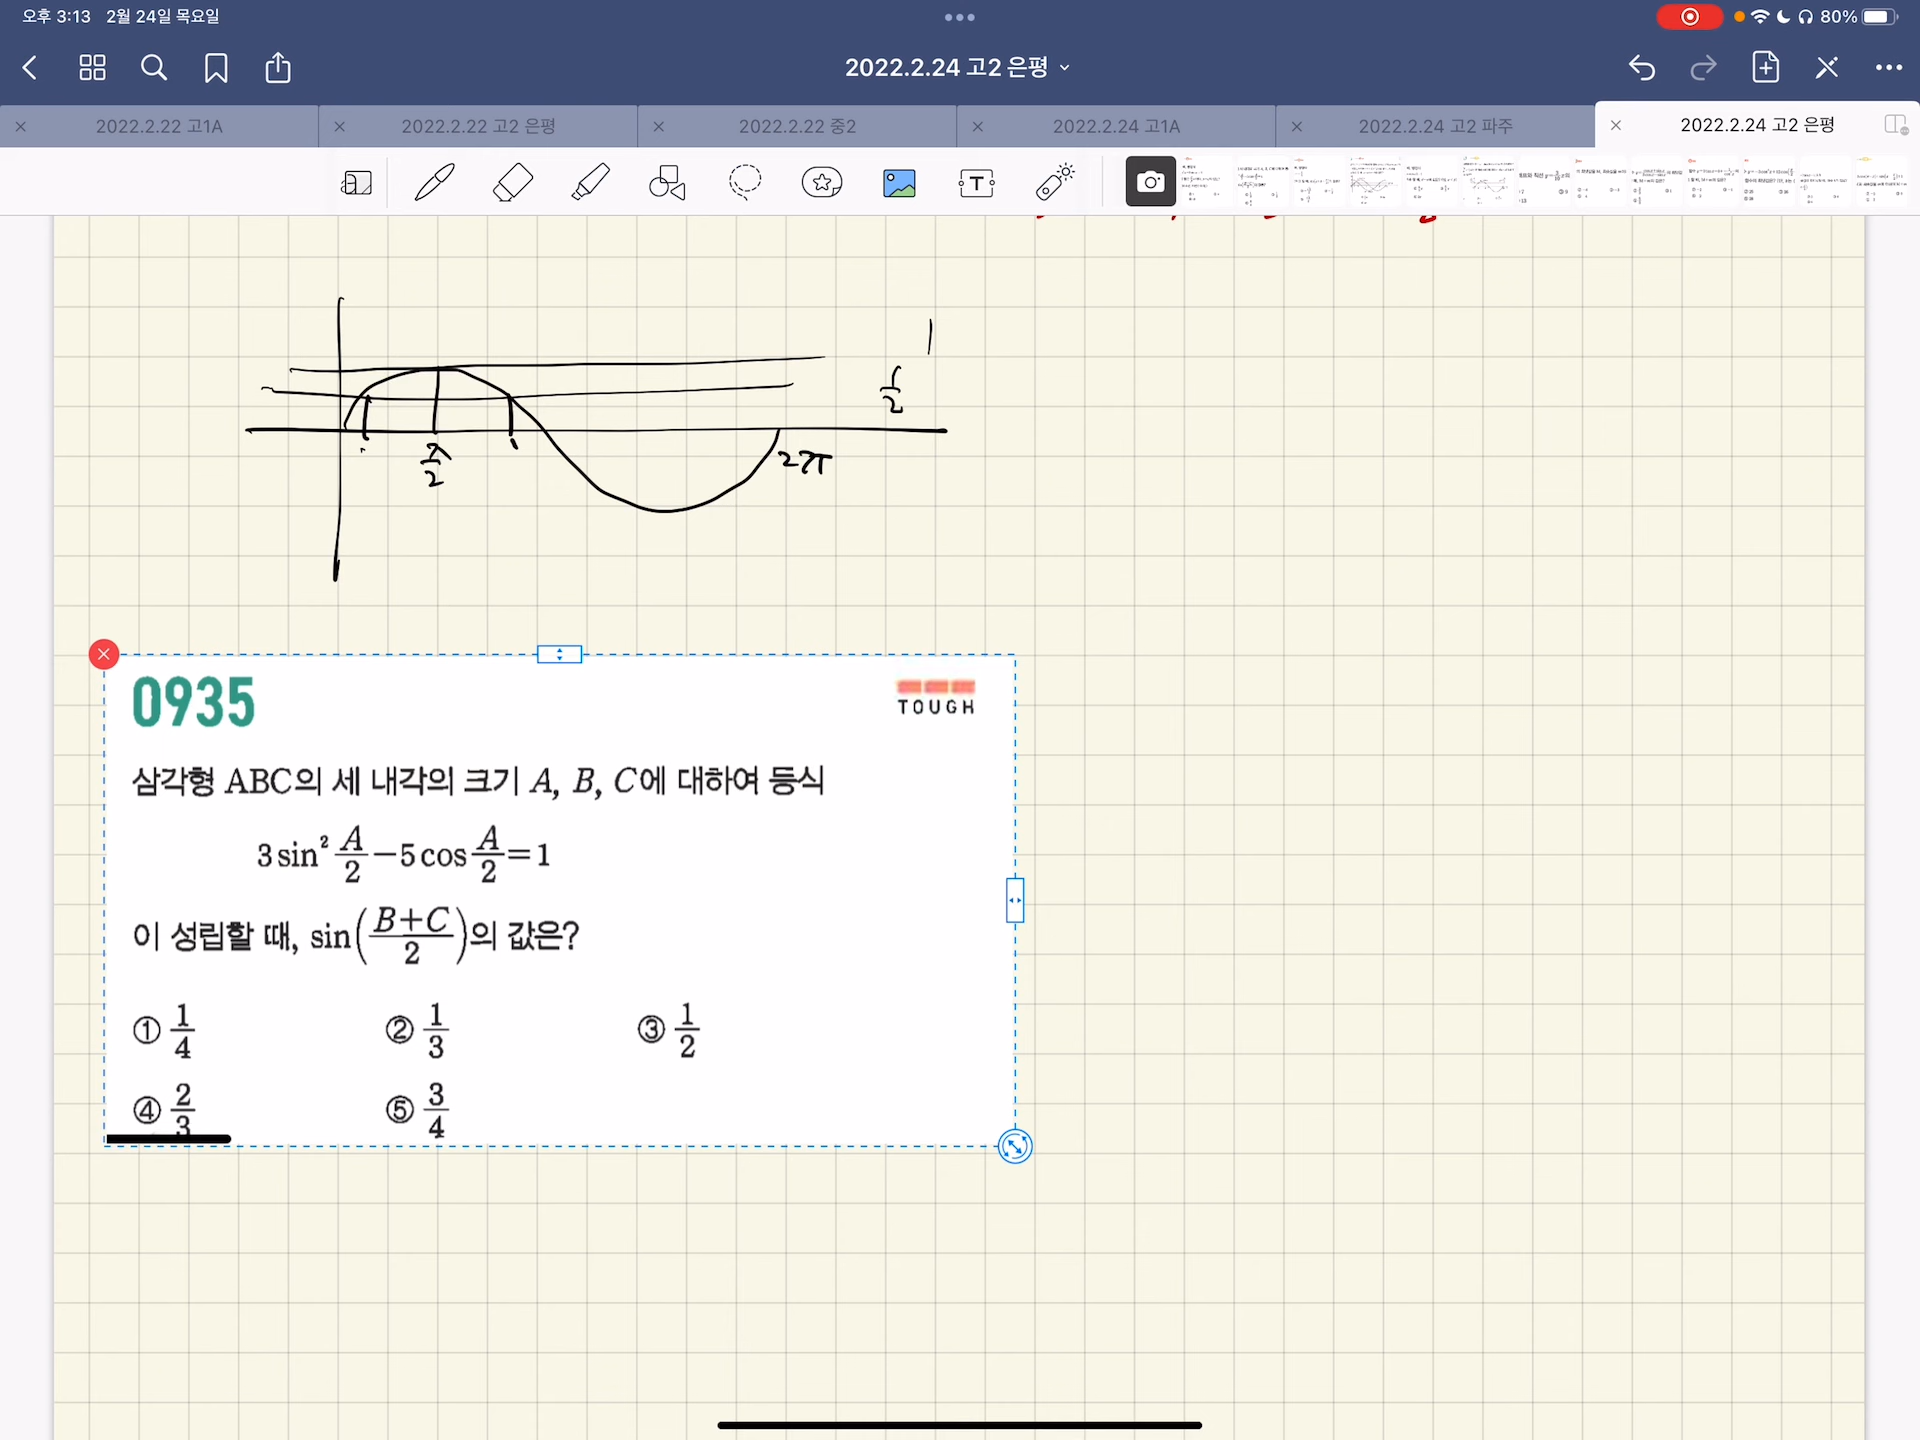 오후 3:13 2월 24일 목요일
80%
2022.2.24 고2 은평
2022.2.22 고1A
2022.2.22 고2 은평
2022.2.22 중2
2022.2.24 고1A
2022.2.24 고2 파주
2022.2.24 고2 은평
1
1/2
π/2
2π
0935
TOUGH
삼각형 ABC의 세 내각의 크기 A, B, C에 대하여 등식
3 sin² A/2 − 5 cos A/2 = 1
이 성립할 때, sin((B+C)/2)의 값은?
① 1/4 ② 1/3 ③ 1/2
④ 2/3 ⑤ 3/4